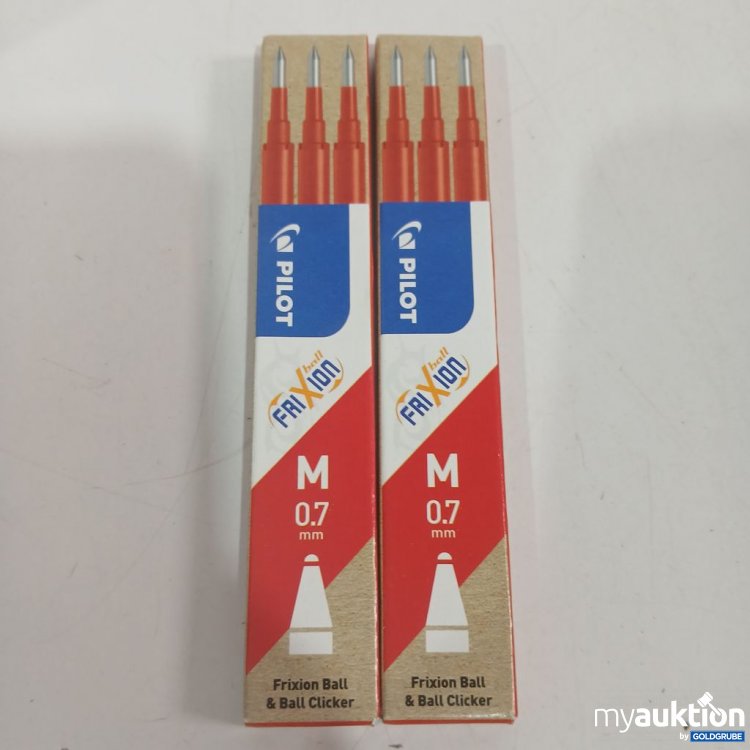 PILOT
FRIXION ball
M
0.7
mm
Frixion Ball
& Ball Clicker
PILOT
FRIXION ball
M
0.7
mm
Frixion Ball
& Ball Clicker
myauktion
by GOLDGRUBE